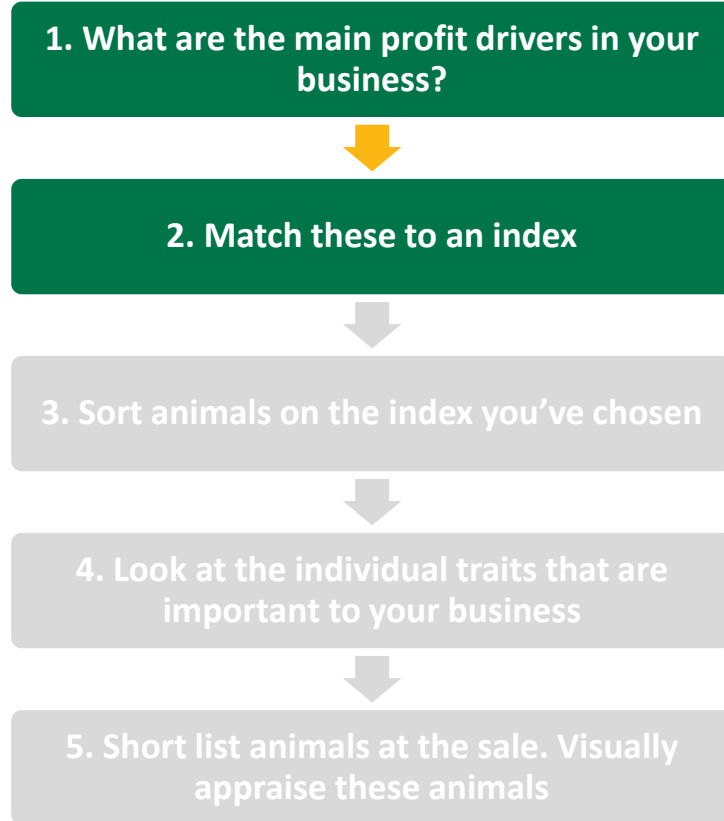 1. What are the main profit drivers in your
business?
2. Match these to an index
3. Sort animals on the index you’ve chosen
4. Look at the individual traits that are
important to your business
5. Short list animals at the sale. Visually
appraise these animals